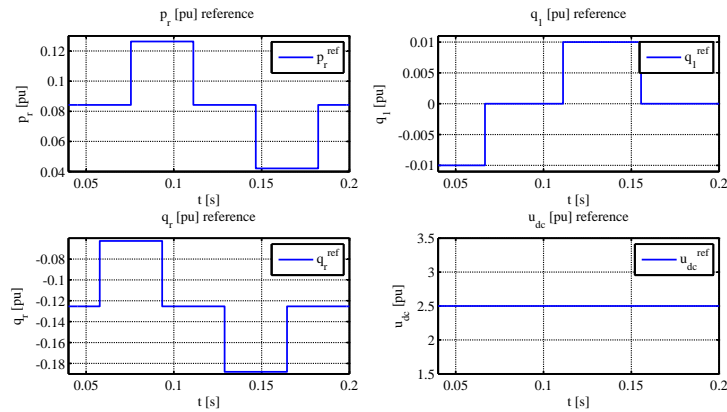 p_r [pu] reference
0.12
0.1
0.08
0.06
0.04
p_r [pu]
p_r^ref
0.05
0.1
0.15
0.2
t [s]
q_1 [pu] reference
0.01
0.005
0
-0.005
-0.01
q_1 [pu]
q_1^ref
0.05
0.1
0.15
0.2
t [s]
q_r [pu] reference
-0.08
-0.1
-0.12
-0.14
-0.16
-0.18
q_r [pu]
q_r^ref
0.05
0.1
0.15
0.2
t [s]
u_dc [pu] reference
3.5
3
2.5
2
1.5
u_dc [pu]
u_dc^ref
0.05
0.1
0.15
0.2
t [s]